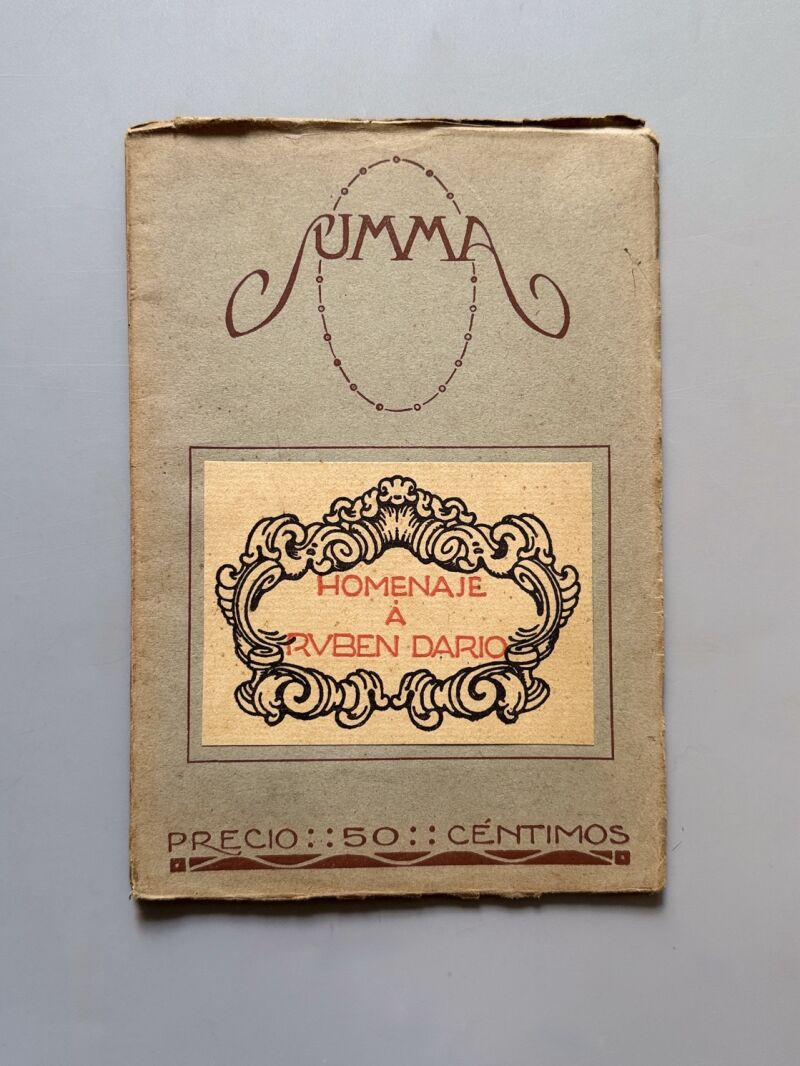 SUMMA
HOMENAJE
Á
RVBEN DARIO
PRECIO :: 50 :: CÉNTIMOS